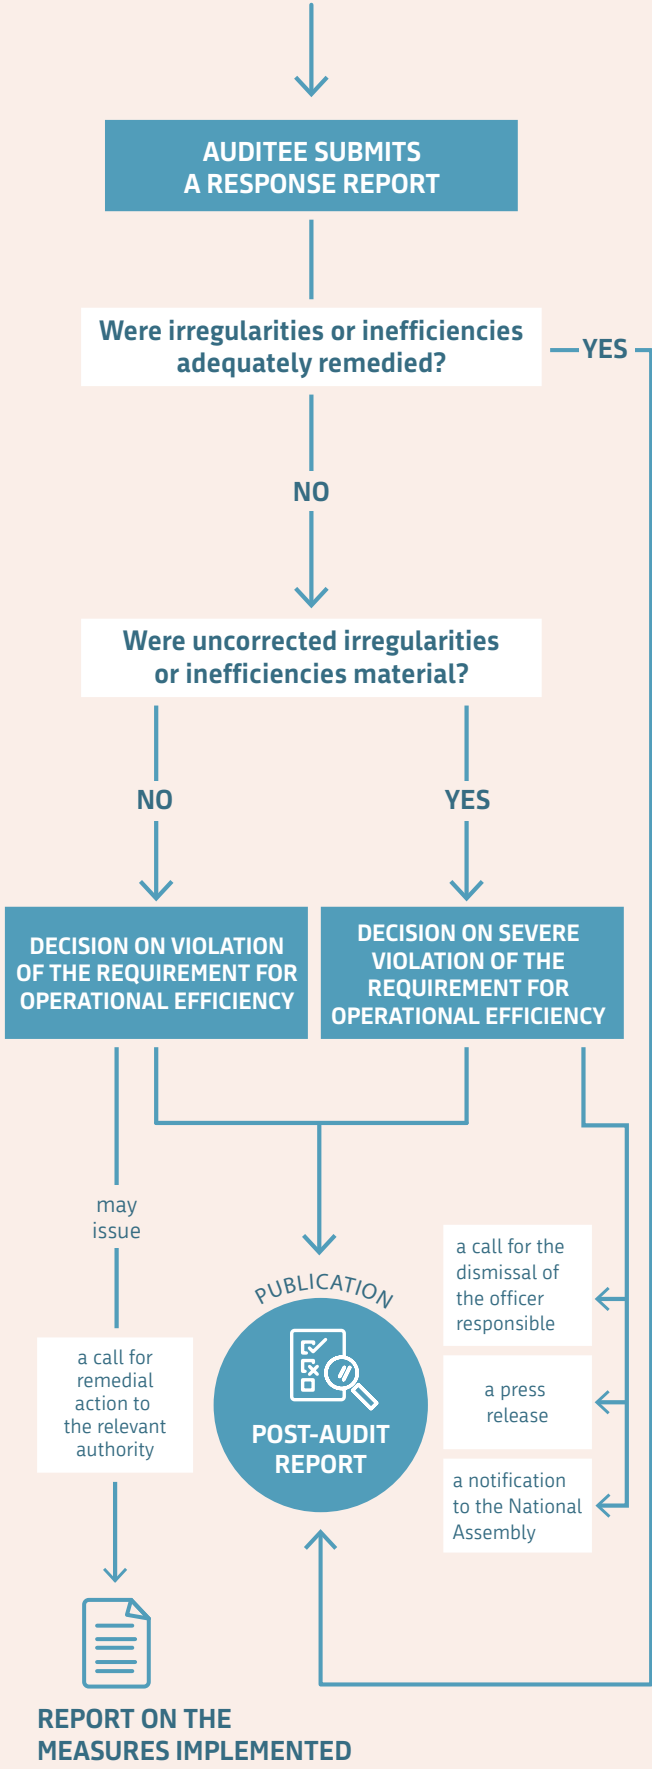 AUDITEE SUBMITS
A RESPONSE REPORT
Were irregularities or inefficiencies
adequately remedied?
YES
NO
Were uncorrected irregularities
or inefficiencies material?
NO
YES
DECISION ON VIOLATION
OF THE REQUIREMENT FOR
OPERATIONAL EFFICIENCY
DECISION ON SEVERE
VIOLATION OF THE
REQUIREMENT FOR
OPERATIONAL EFFICIENCY
may
issue
a call for
remedial
action to
the relevant
authority
PUBLICATION
POST-AUDIT
REPORT
a call for the
dismissal of
the officer
responsible
a press
release
a notification
to the National
Assembly
REPORT ON THE
MEASURES IMPLEMENTED